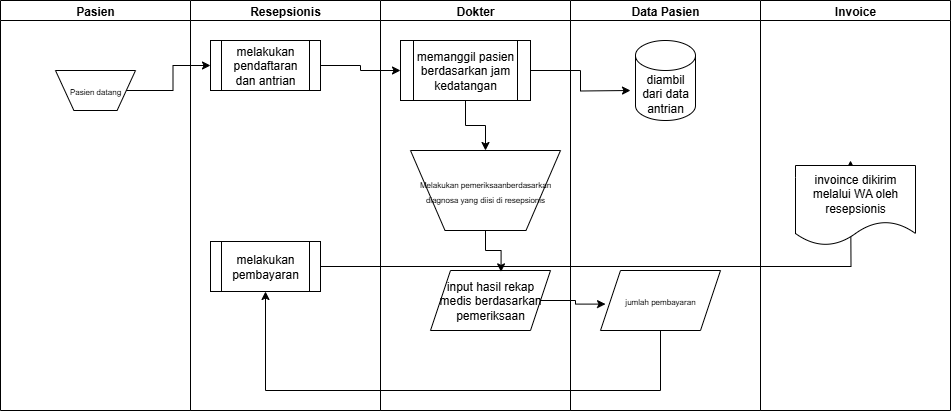 Pasien
Resepsionis
Dokter
Data Pasien
Invoice
Pasien datang
melakukan
pendaftaran
dan antrian
memanggil pasien
berdasarkan jam
kedatangan
diambil
dari data
antrian
Melakukan pemeriksaanberdasarkan
diagnosa yang diisi di resepsionis
invoince dikirim
melalui WA oleh
resepsionis
melakukan
pembayaran
input hasil rekap
medis berdasarkan
pemeriksaan
jumlah pembayaran